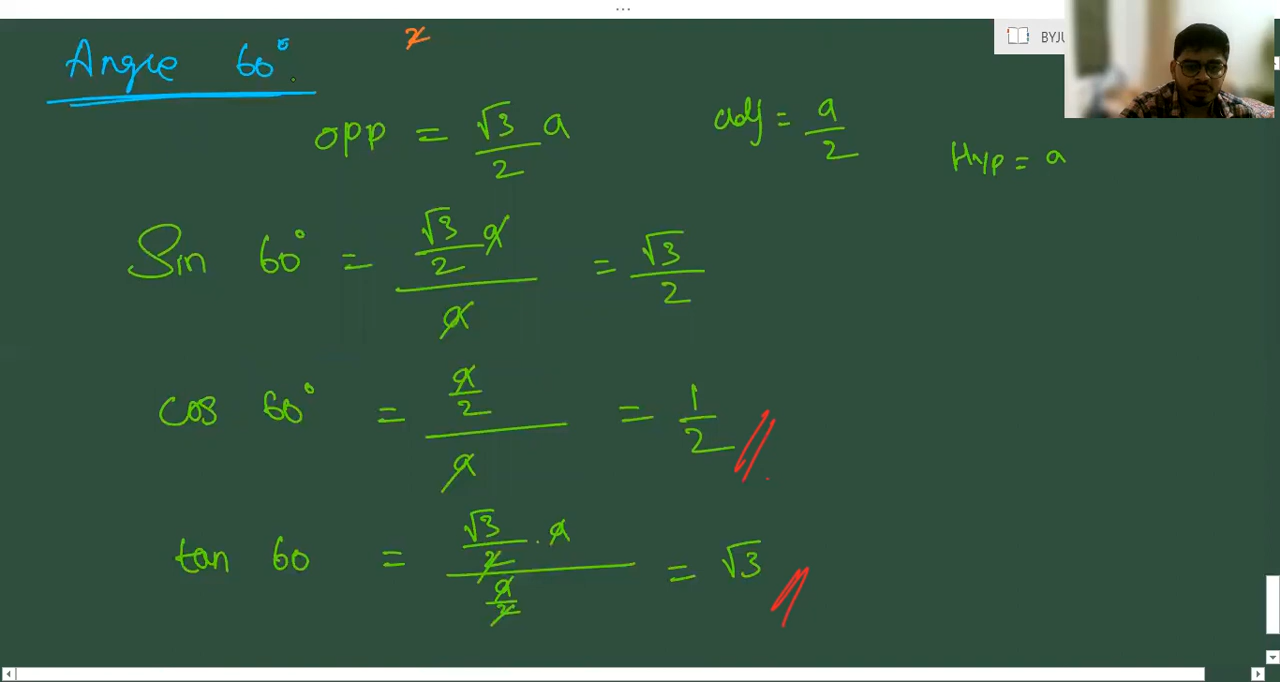 Angle 60°
BYJU
opp = √3/2 a adj = a/2 Hyp = a
Sin 60° = (√3/2 a)/a = √3/2
cos 60° = (a/2)/a = 1/2
tan 60 = (√3/2 . a)/(a/2) = √3